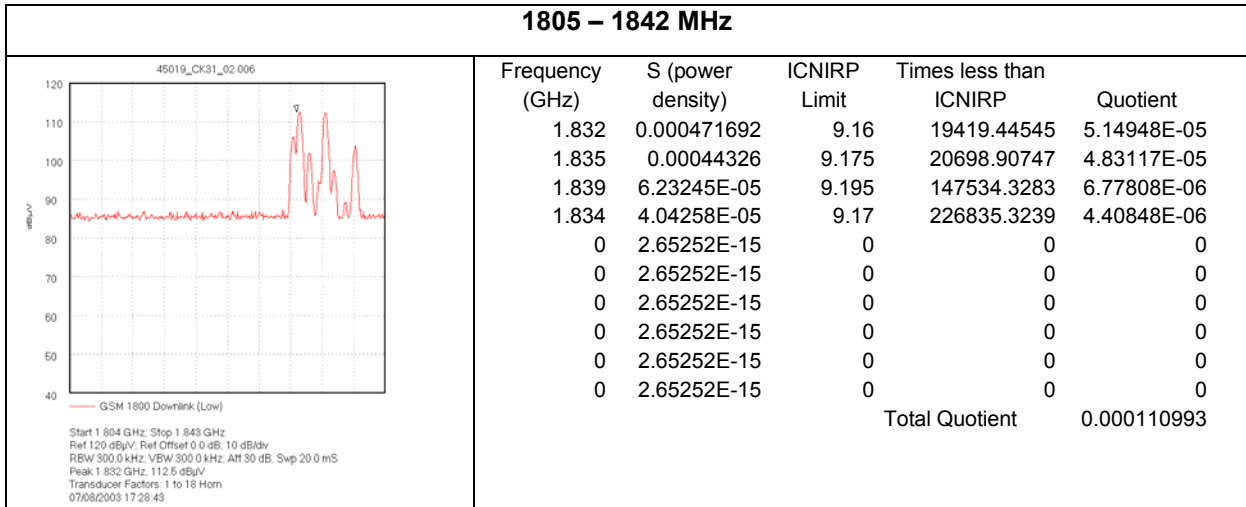 1805 – 1842 MHz
45019_CK31_02 006
120
110
100
90
80
70
60
50
40
dBµV
GSM 1800 Downlink (Low)
Start 1.804 GHz; Stop 1.843 GHz
Ref 120 dBµV; Ref Offset 0.0 dB; 10 dB/div
RBW 300.0 kHz; VBW 300.0 kHz; Att 30 dB; Swp 20.0 mS
Peak 1.832 GHz, 112.5 dBµV
Transducer Factors: 1 to 18 Horn
07/08/2003 17:28:43
Frequency S (power ICNIRP Times less than
(GHz) density) Limit ICNIRP Quotient
1.832 0.000471692 9.16 19419.44545 5.14948E-05
1.835 0.00044326 9.175 20698.90747 4.83117E-05
1.839 6.23245E-05 9.195 147534.3283 6.77808E-06
1.834 4.04258E-05 9.17 226835.3239 4.40848E-06
0 2.65252E-15 0 0 0
0 2.65252E-15 0 0 0
0 2.65252E-15 0 0 0
0 2.65252E-15 0 0 0
0 2.65252E-15 0 0 0
0 2.65252E-15 0 0 0
Total Quotient 0.000110993